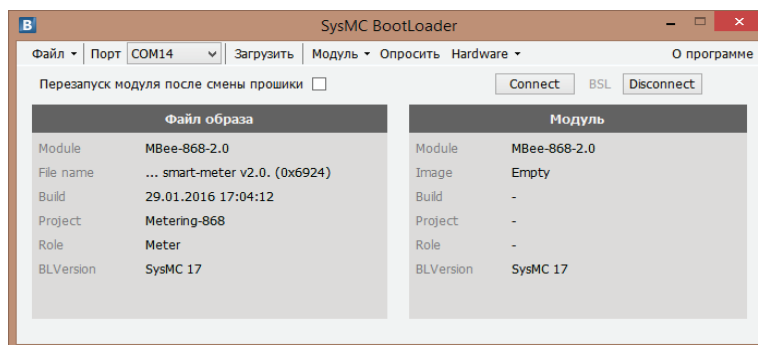 B SysMC BootLoader
Файл Порт COM14 Загрузить Модуль Опросить Hardware О программе
Перезапуск модуля после смены прошики Connect BSL Disconnect
Файл образа
Module MBee-868-2.0
File name ... smart-meter v2.0. (0x6924)
Build 29.01.2016 17:04:12
Project Metering-868
Role Meter
BLVersion SysMC 17
Модуль
Module MBee-868-2.0
Image Empty
Build -
Project -
Role -
BLVersion SysMC 17